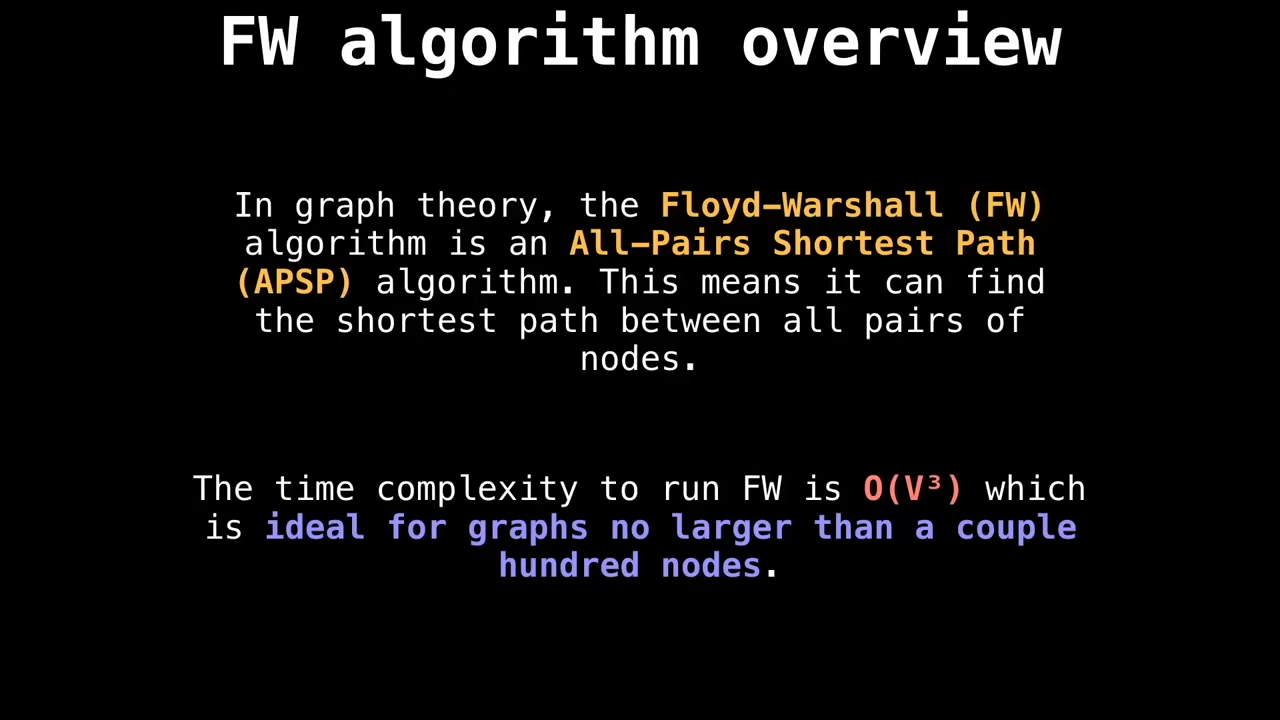 FW algorithm overview
In graph theory, the Floyd-Warshall (FW)
algorithm is an All-Pairs Shortest Path
(APSP) algorithm. This means it can find
the shortest path between all pairs of
nodes.
The time complexity to run FW is O(V³) which
is ideal for graphs no larger than a couple
hundred nodes.